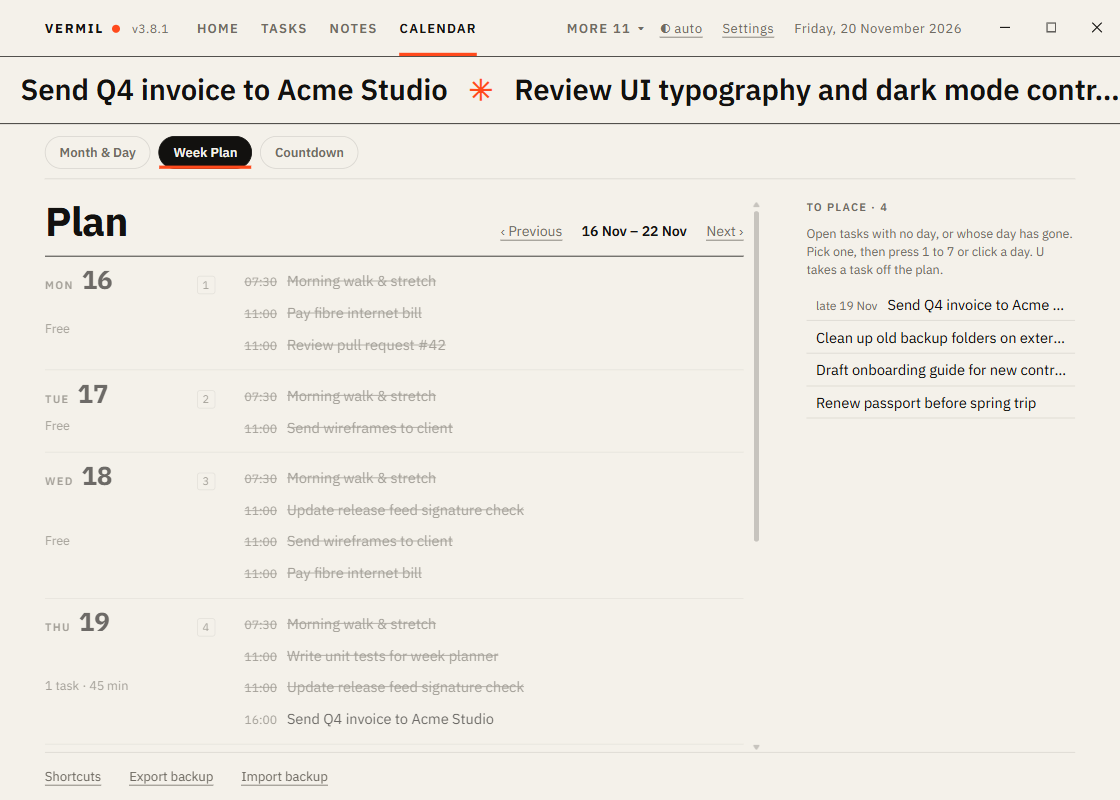 VERMIL v3.8.1 HOME TASKS NOTES CALENDAR MORE 11 auto Settings Friday, 20 November 2026
Send Q4 invoice to Acme Studio ✳ Review UI typography and dark mode contr...
Month & Day Week Plan Countdown
Plan
‹ Previous 16 Nov – 22 Nov Next ›
MON 16 1
Free
07:30 Morning walk & stretch
11:00 Pay fibre internet bill
11:00 Review pull request #42
TUE 17 2
Free
07:30 Morning walk & stretch
11:00 Send wireframes to client
WED 18 3
Free
07:30 Morning walk & stretch
11:00 Update release feed signature check
11:00 Send wireframes to client
11:00 Pay fibre internet bill
THU 19 4
1 task · 45 min
07:30 Morning walk & stretch
11:00 Write unit tests for week planner
11:00 Update release feed signature check
16:00 Send Q4 invoice to Acme Studio
TO PLACE · 4
Open tasks with no day, or whose day has gone.
Pick one, then press 1 to 7 or click a day. U
takes a task off the plan.
late 19 Nov Send Q4 invoice to Acme ...
Clean up old backup folders on exter...
Draft onboarding guide for new contr...
Renew passport before spring trip
Shortcuts Export backup Import backup